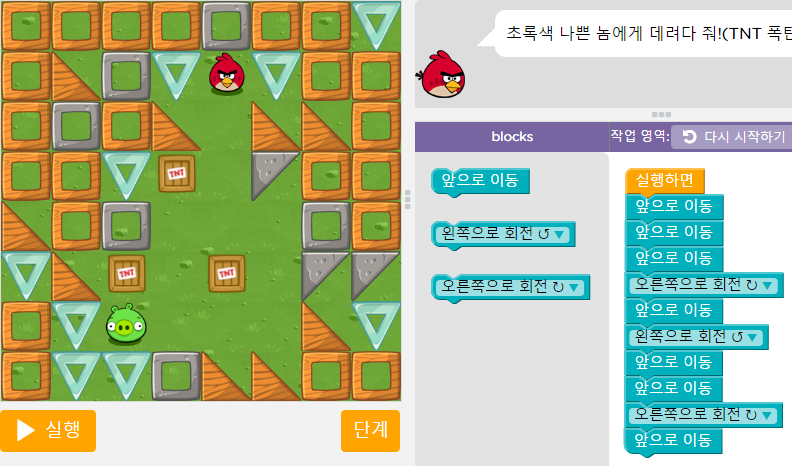 초록색 나쁜 놈에게 데려다 줘!(TNT 폭탄
blocks
작업 영역:
다시 시작하기
앞으로 이동
왼쪽으로 회전 ↺▼
오른쪽으로 회전 ↻▼
실행하면
앞으로 이동
앞으로 이동
앞으로 이동
오른쪽으로 회전 ↻▼
앞으로 이동
왼쪽으로 회전 ↺▼
앞으로 이동
앞으로 이동
오른쪽으로 회전 ↻▼
앞으로 이동
TNT
TNT
TNT
실행
단계